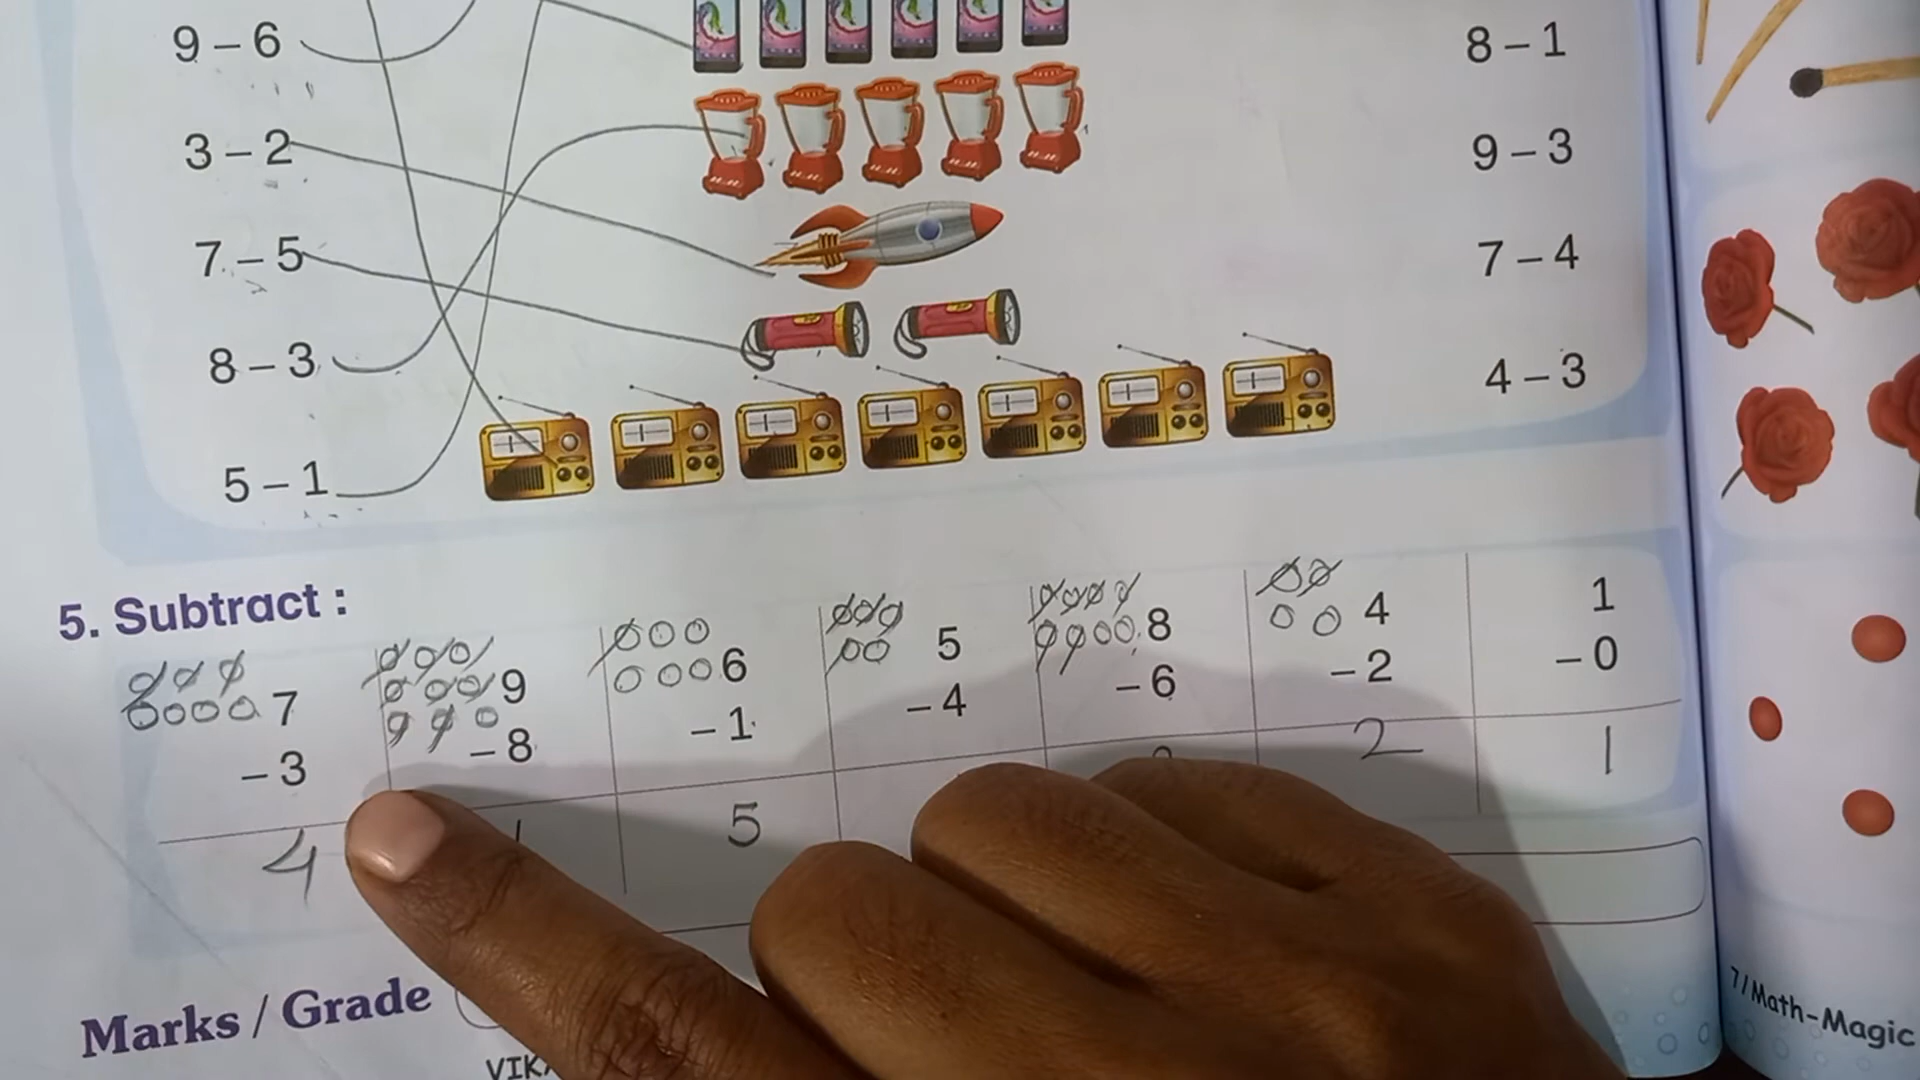 9 – 6
8 – 1
3 – 2
9 – 3
7 – 5
7 – 4
8 – 3
4 – 3
5 – 1
5. Subtract :
7 9 6 5 8 4 1
– 3 – 8 – 1 – 4 – 6 – 2 – 0
4 1 5 2 1
Marks / Grade
7/Math-Magic